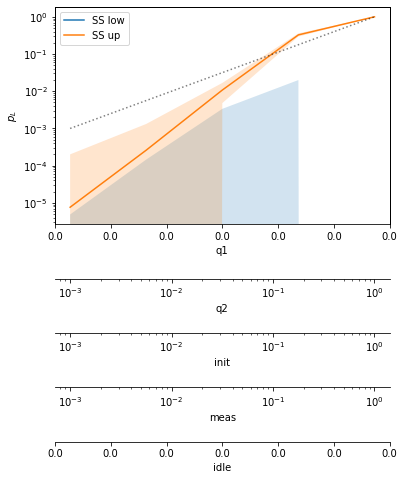 SS low
SS up
10⁰
10⁻¹
10⁻²
10⁻³
10⁻⁴
10⁻⁵
p_L
0.0 0.0 0.0 0.0 0.0 0.0 0.0
q1
10⁻³ 10⁻² 10⁻¹ 10⁰
q2
10⁻³ 10⁻² 10⁻¹ 10⁰
init
10⁻³ 10⁻² 10⁻¹ 10⁰
meas
0.0 0.0 0.0 0.0 0.0 0.0 0.0
idle